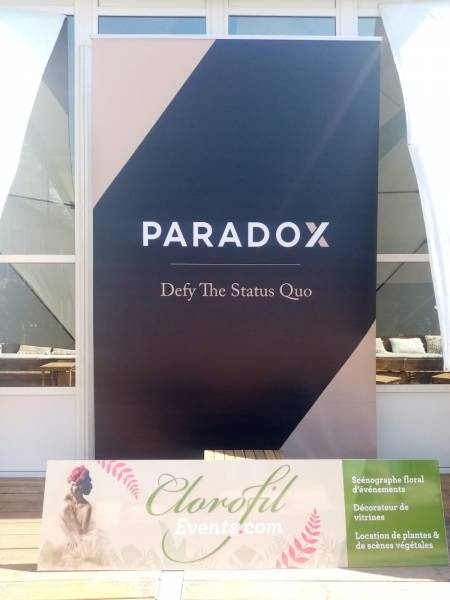 PARADOX
Defy The Status Quo
Clorofil
Events.com
Scénographe floral
d'événements
Décorateur de
vitrines
Location de plantes &
de scènes végétales